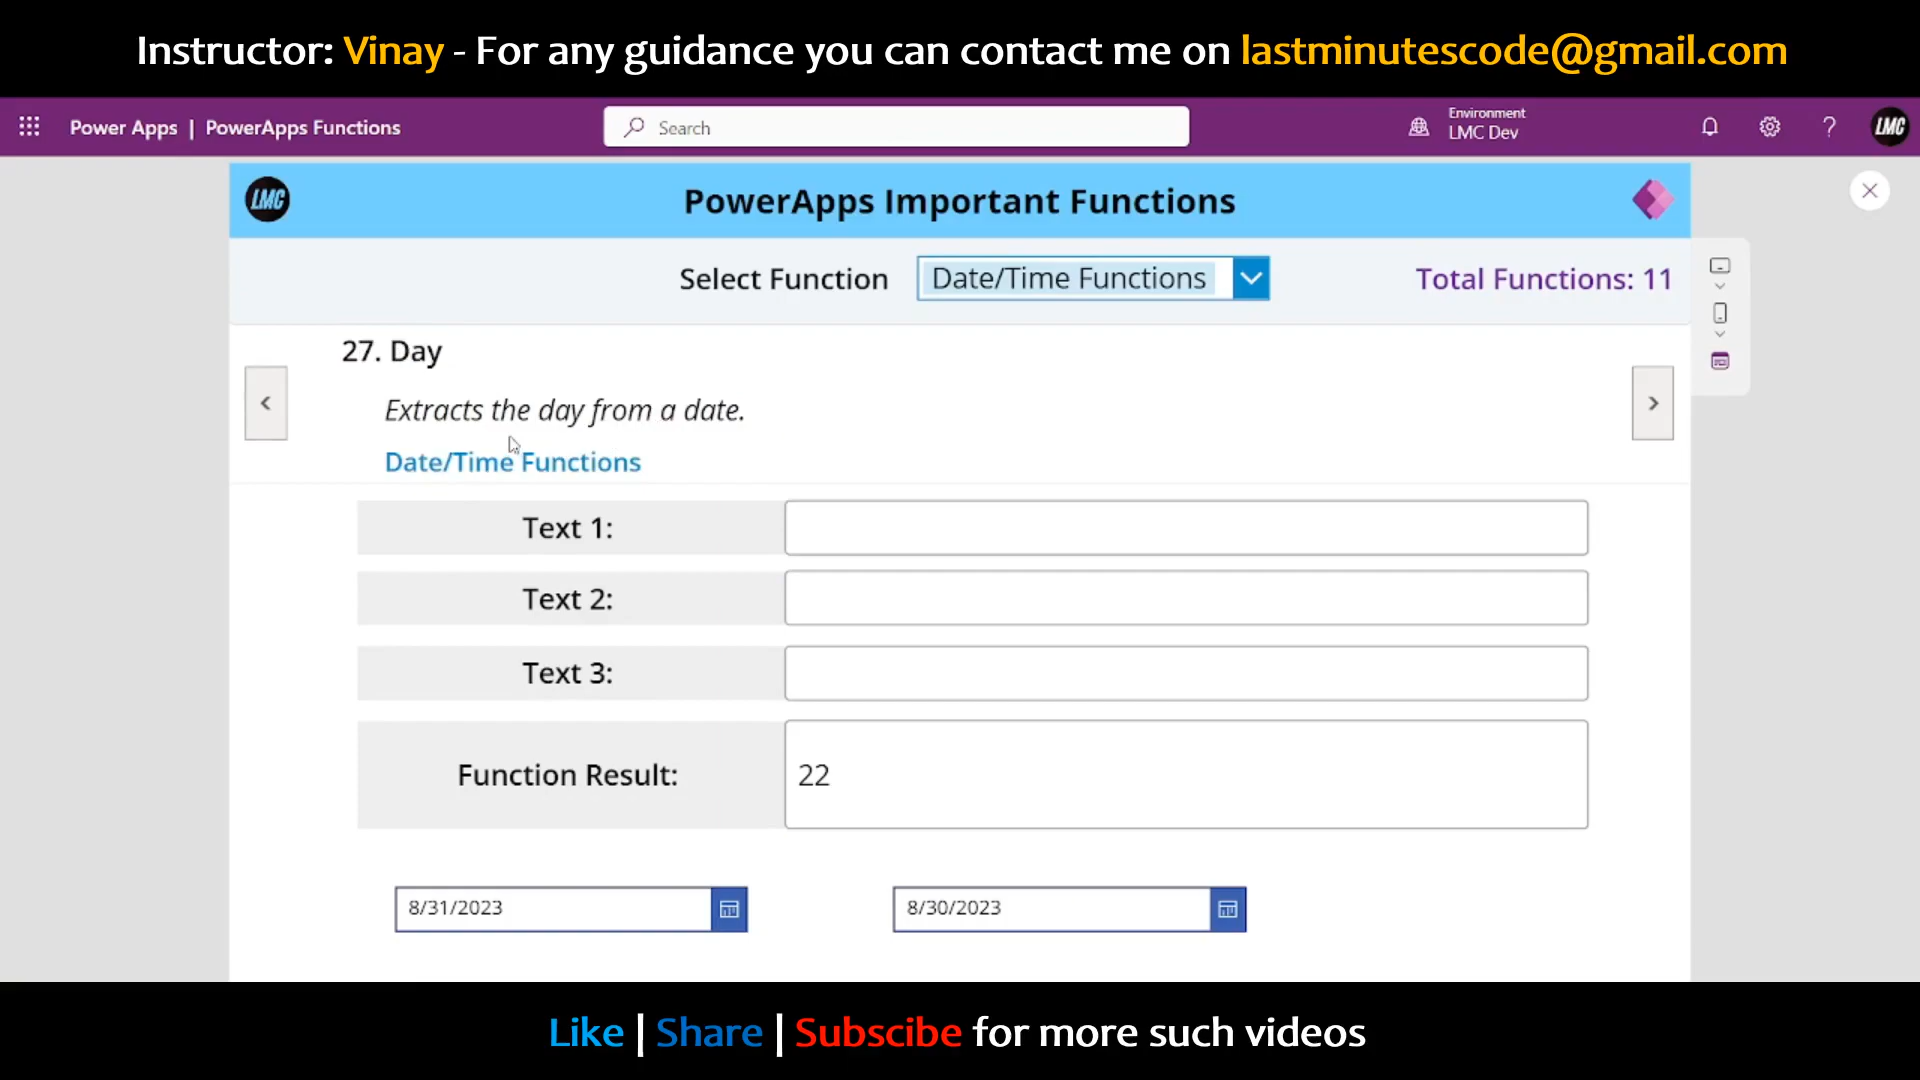 Instructor: Vinay - For any guidance you can contact me on lastminutescode@gmail.com
Power Apps | PowerApps Functions
Search
Environment
LMC Dev
?
LMC
LMC
PowerApps Important Functions
Select Function
Date/Time Functions
Total Functions: 11
27. Day
Extracts the day from a date.
Date/Time Functions
Text 1:
Text 2:
Text 3:
Function Result:
22
8/31/2023
8/30/2023
Like | Share | Subscibe for more such videos